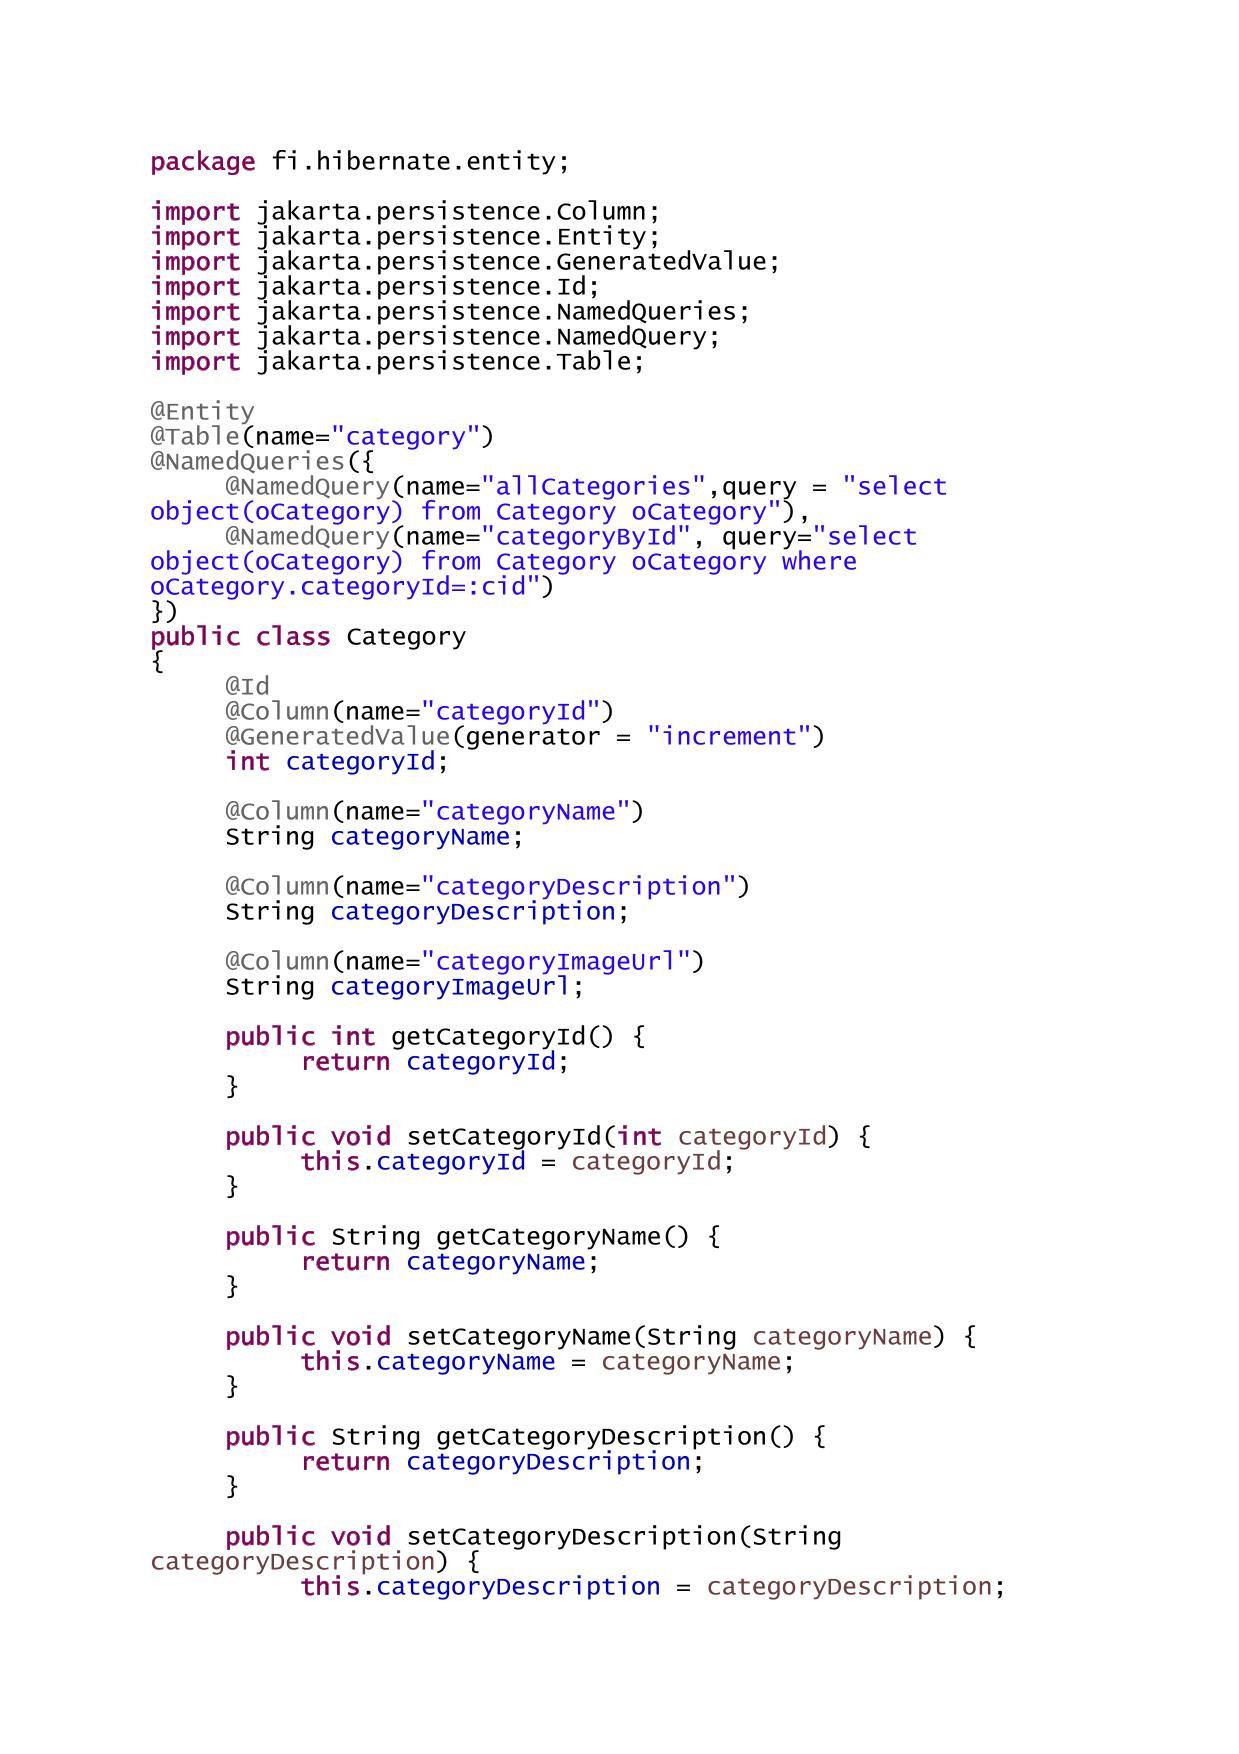 package fi.hibernate.entity;
import jakarta.persistence.Column;
import jakarta.persistence.Entity;
import jakarta.persistence.GeneratedValue;
import jakarta.persistence.Id;
import jakarta.persistence.NamedQueries;
import jakarta.persistence.NamedQuery;
import jakarta.persistence.Table;
@Entity
@Table(name="category")
@NamedQueries({
@NamedQuery(name="allCategories",query = "select
object(oCategory) from Category oCategory"),
@NamedQuery(name="categoryById", query="select
object(oCategory) from Category oCategory where
oCategory.categoryId=:cid")
})
public class Category
{
@Id
@Column(name="categoryId")
@GeneratedValue(generator = "increment")
int categoryId;
@Column(name="categoryName")
String categoryName;
@Column(name="categoryDescription")
String categoryDescription;
@Column(name="categoryImageUrl")
String categoryImageUrl;
public int getCategoryId() {
return categoryId;
}
public void setCategoryId(int categoryId) {
this.categoryId = categoryId;
}
public String getCategoryName() {
return categoryName;
}
public void setCategoryName(String categoryName) {
this.categoryName = categoryName;
}
public String getCategoryDescription() {
return categoryDescription;
}
public void setCategoryDescription(String
categoryDescription) {
this.categoryDescription = categoryDescription;